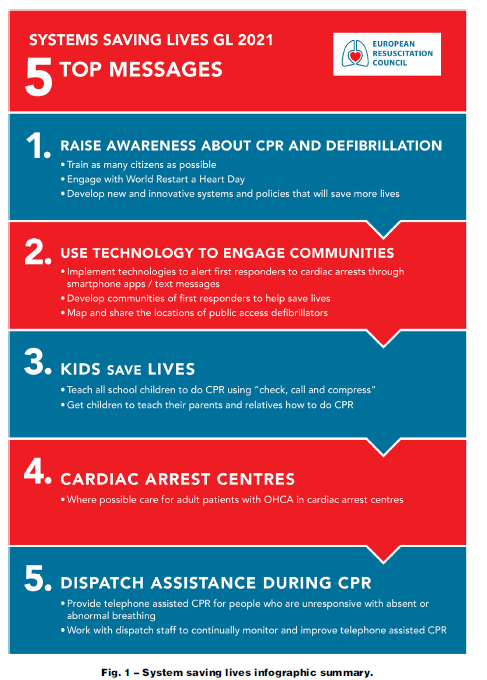 SYSTEMS SAVING LIVES GL 2021
5 TOP MESSAGES
EUROPEAN
RESUSCITATION
COUNCIL
1. RAISE AWARENESS ABOUT CPR AND DEFIBRILLATION
• Train as many citizens as possible
• Engage with World Restart a Heart Day
• Develop new and innovative systems and policies that will save more lives
2. USE TECHNOLOGY TO ENGAGE COMMUNITIES
• Implement technologies to alert first responders to cardiac arrests through
smartphone apps / text messages
• Develop communities of first responders to help save lives
• Map and share the locations of public access defibrillators
3. KIDS SAVE LIVES
• Teach all school children to do CPR using “check, call and compress”
• Get children to teach their parents and relatives how to do CPR
4. CARDIAC ARREST CENTRES
• Where possible care for adult patients with OHCA in cardiac arrest centres
5. DISPATCH ASSISTANCE DURING CPR
• Provide telephone assisted CPR for people who are unresponsive with absent or
abnormal breathing
• Work with dispatch staff to continually monitor and improve telephone assisted CPR
Fig. 1 – System saving lives infographic summary.